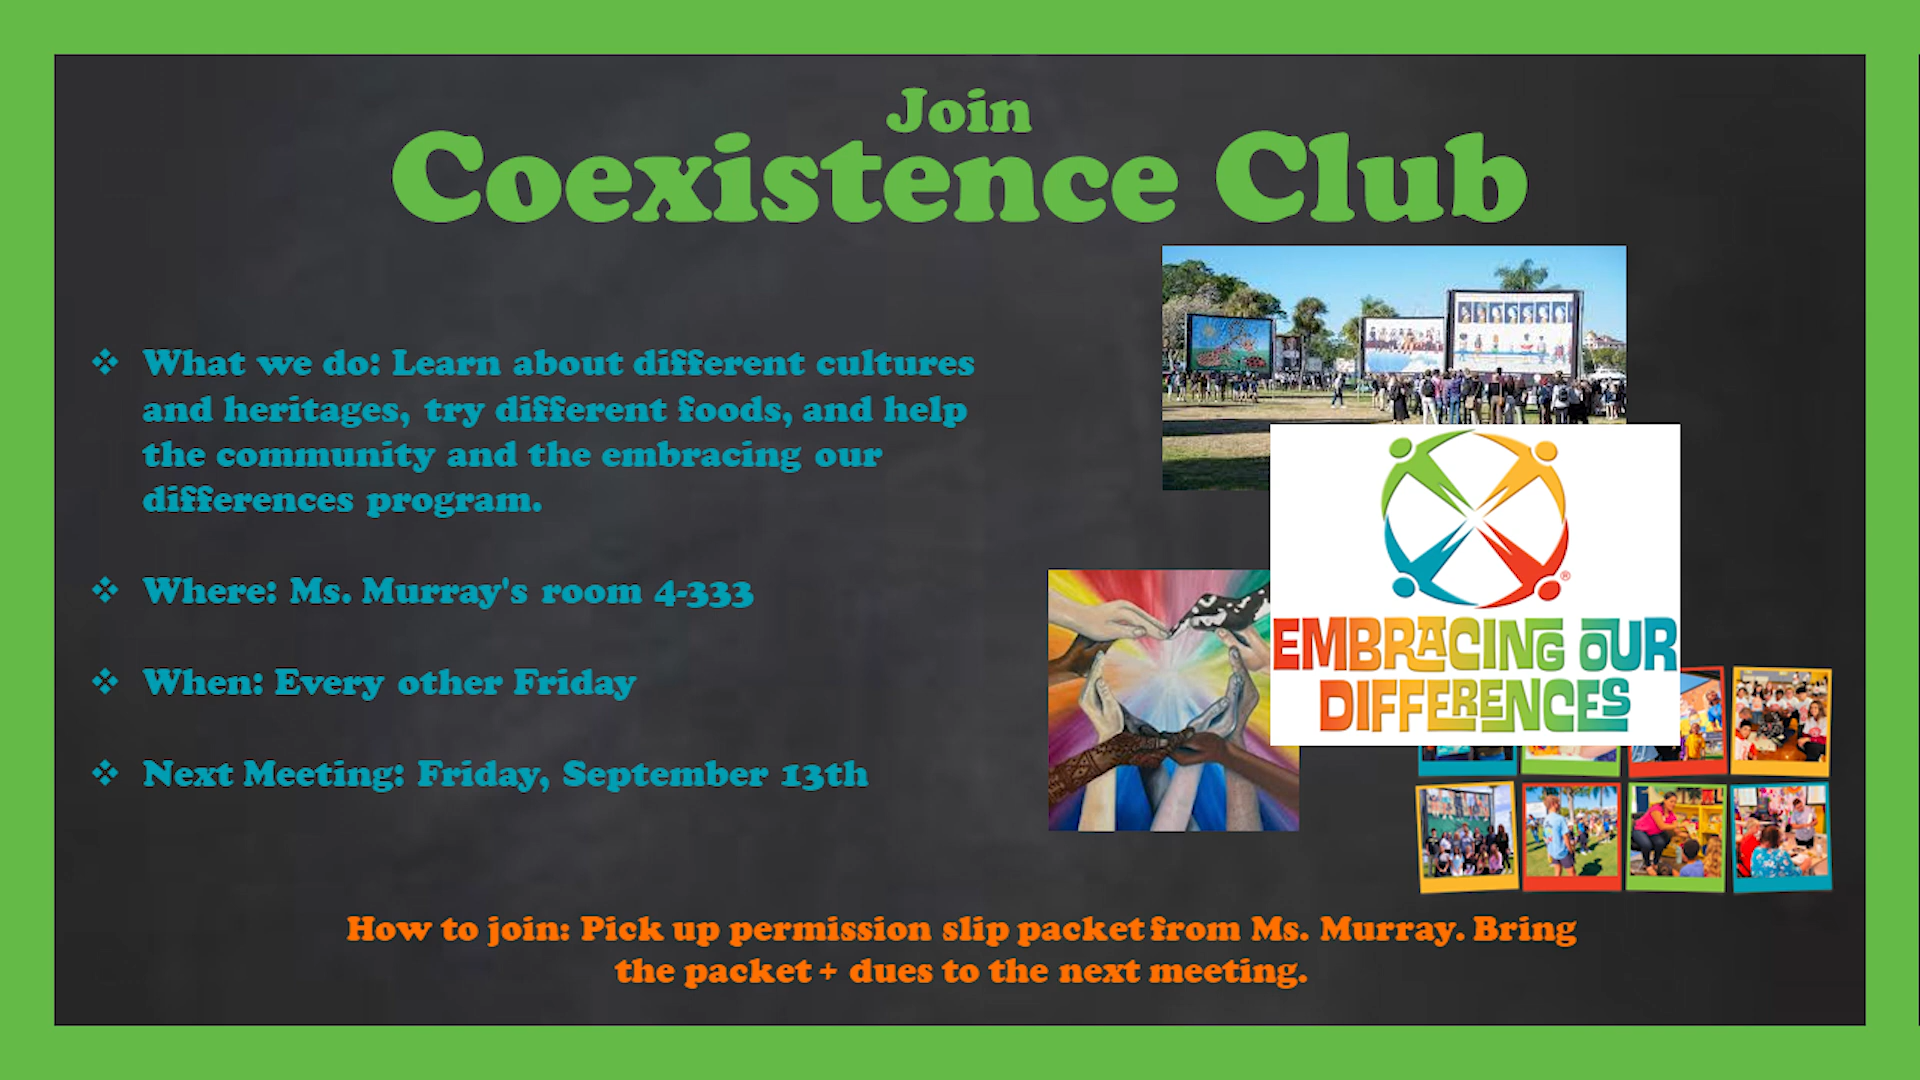 Join
Coexistence Club
What we do: Learn about different cultures
and heritages, try different foods, and help
the community and the embracing our
differences program.
Where: Ms. Murray's room 4-333
When: Every other Friday
Next Meeting: Friday, September 13th
EMBRACING OUR
DIFFERENCES
®
How to join: Pick up permission slip packet from Ms. Murray. Bring
the packet + dues to the next meeting.